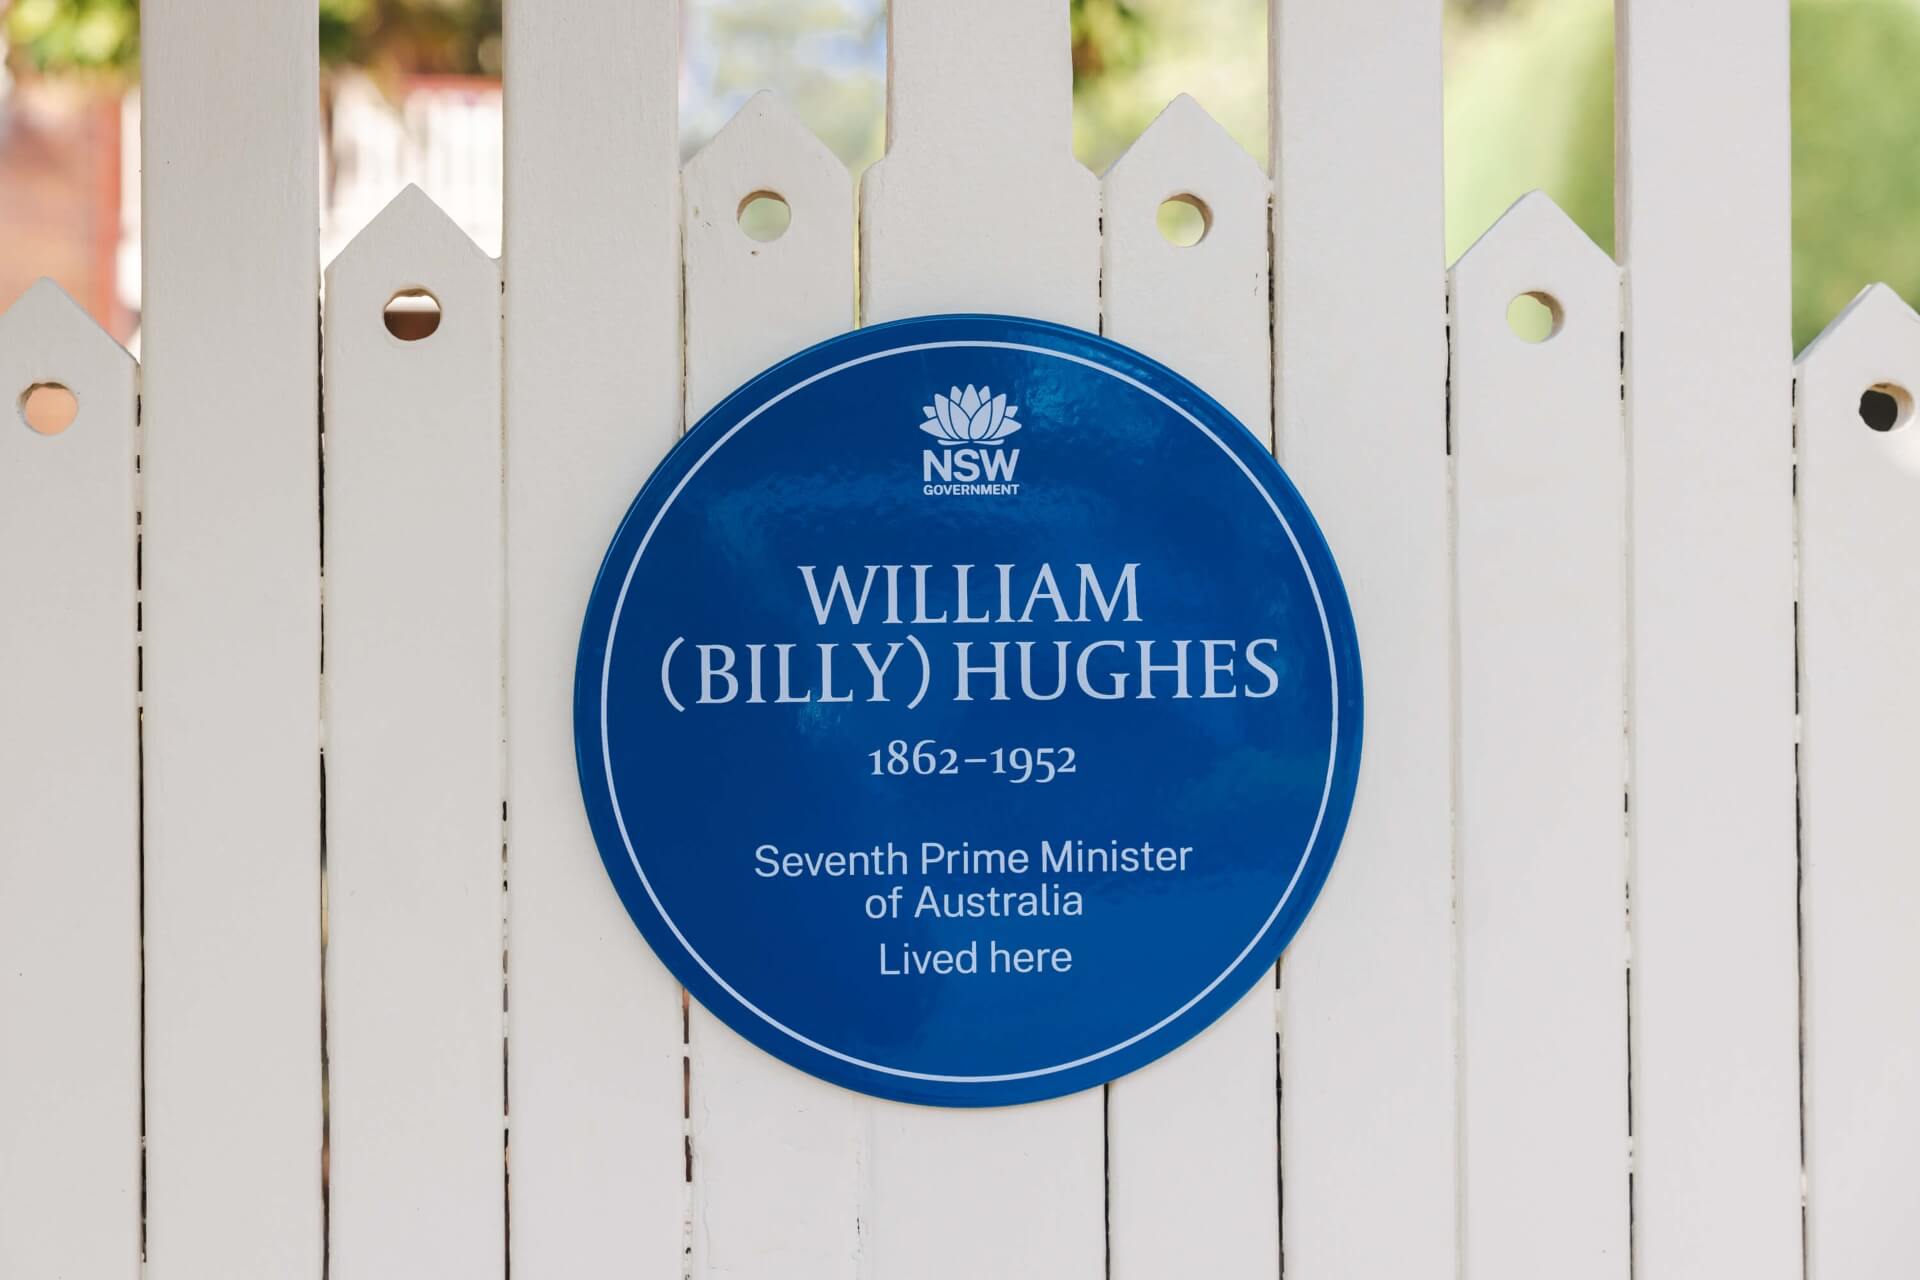 NSW
GOVERNMENT
WILLIAM
(BILLY) HUGHES
1862–1952
Seventh Prime Minister
of Australia
Lived here